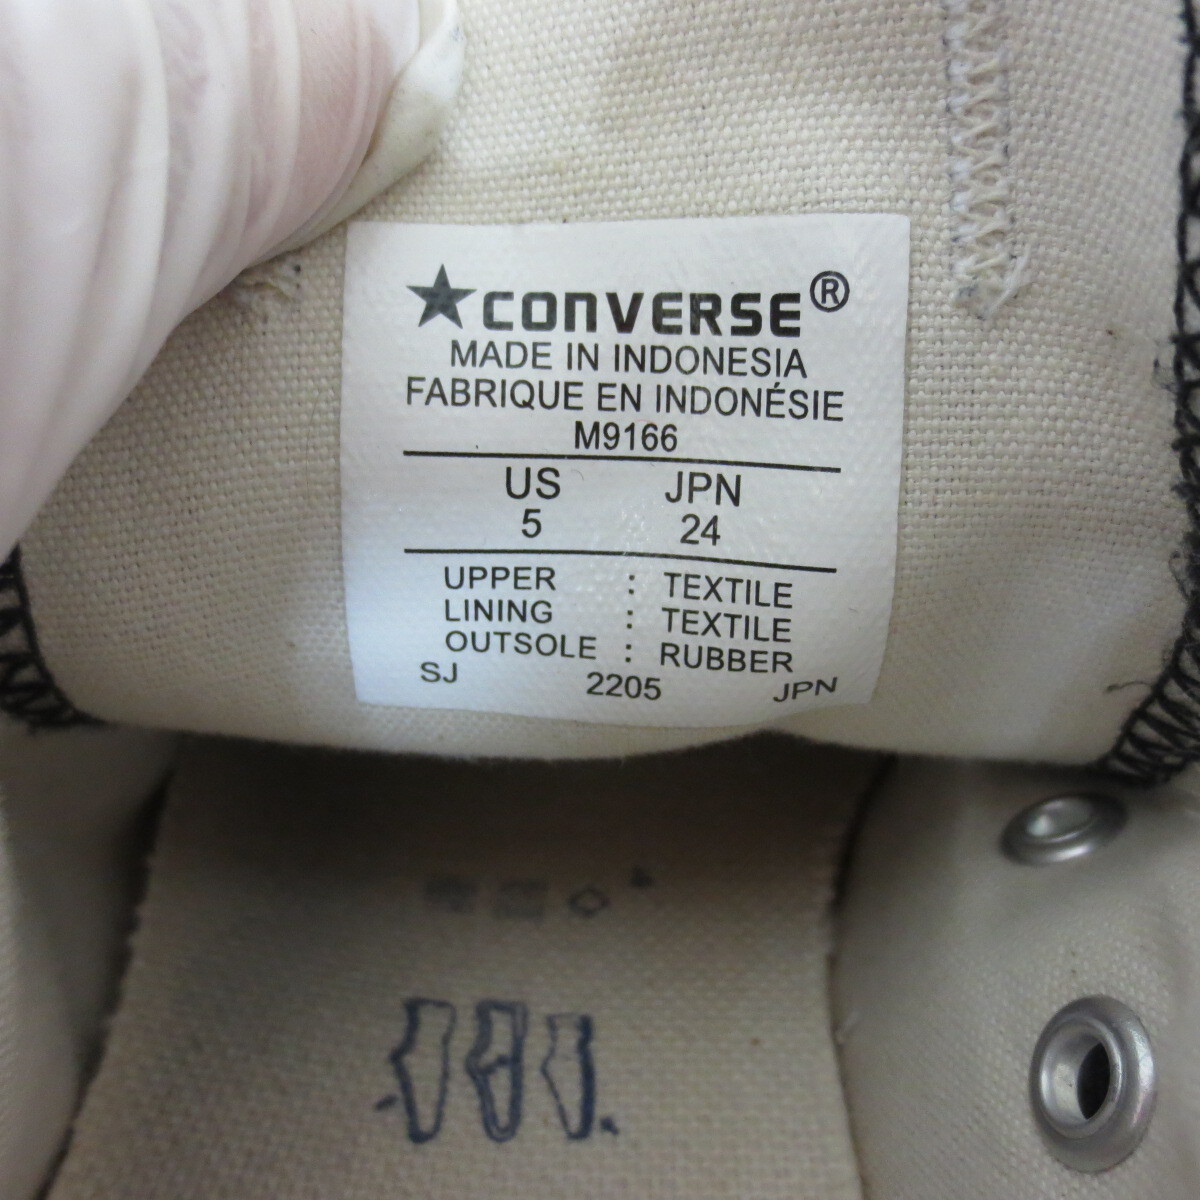 CONVERSE®
MADE IN INDONESIA
FABRIQUE EN INDONÉSIE
M9166
US JPN
5 24
UPPER : TEXTILE
LINING : TEXTILE
OUTSOLE : RUBBER
SJ 2205 JPN